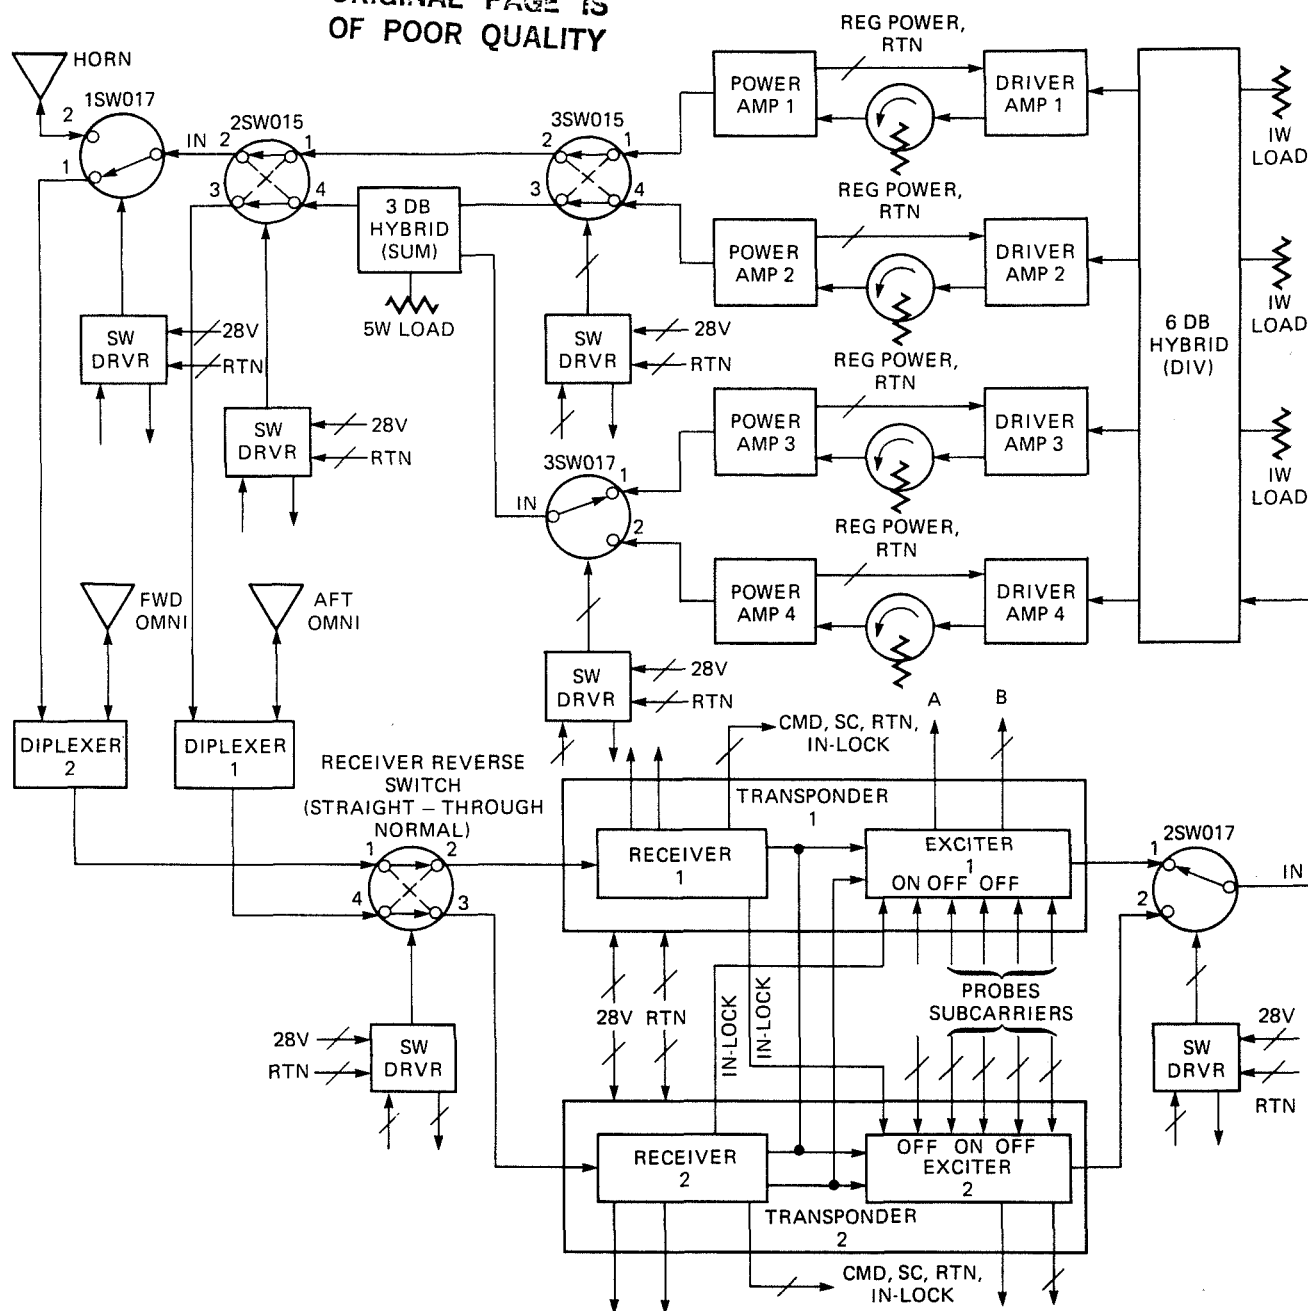 ORIGINAL PAGE IS
OF POOR QUALITY
HORN
1SW017
2
1
IN
2SW015
2
1
3
4
3 DB
HYBRID
(SUM)
5W LOAD
3SW015
2
1
3
4
REG POWER,
RTN
POWER
AMP 1
DRIVER
AMP 1
REG POWER,
RTN
POWER
AMP 2
DRIVER
AMP 2
REG POWER,
RTN
POWER
AMP 3
DRIVER
AMP 3
REG POWER,
RTN
POWER
AMP 4
DRIVER
AMP 4
6 DB
HYBRID
(DIV)
IW
LOAD
IW
LOAD
IW
LOAD
SW
DRVR
28V
RTN
SW
DRVR
28V
RTN
SW
DRVR
28V
RTN
3SW017
IN
1
2
SW
DRVR
28V
RTN
FWD
OMNI
AFT
OMNI
DIPLEXER
2
DIPLEXER
1
RECEIVER REVERSE
SWITCH
(STRAIGHT – THROUGH
NORMAL)
1
2
4
3
28V
RTN
SW
DRVR
CMD, SC, RTN,
IN-LOCK
A
B
TRANSPONDER
1
RECEIVER
1
EXCITER
1
ON OFF OFF
2SW017
1
2
IN
28V
RTN
IN-LOCK
IN-LOCK
PROBES
SUBCARRIERS
SW
DRVR
28V
RTN
RECEIVER
2
OFF ON OFF
EXCITER
2
TRANSPONDER
2
CMD, SC, RTN,
IN-LOCK